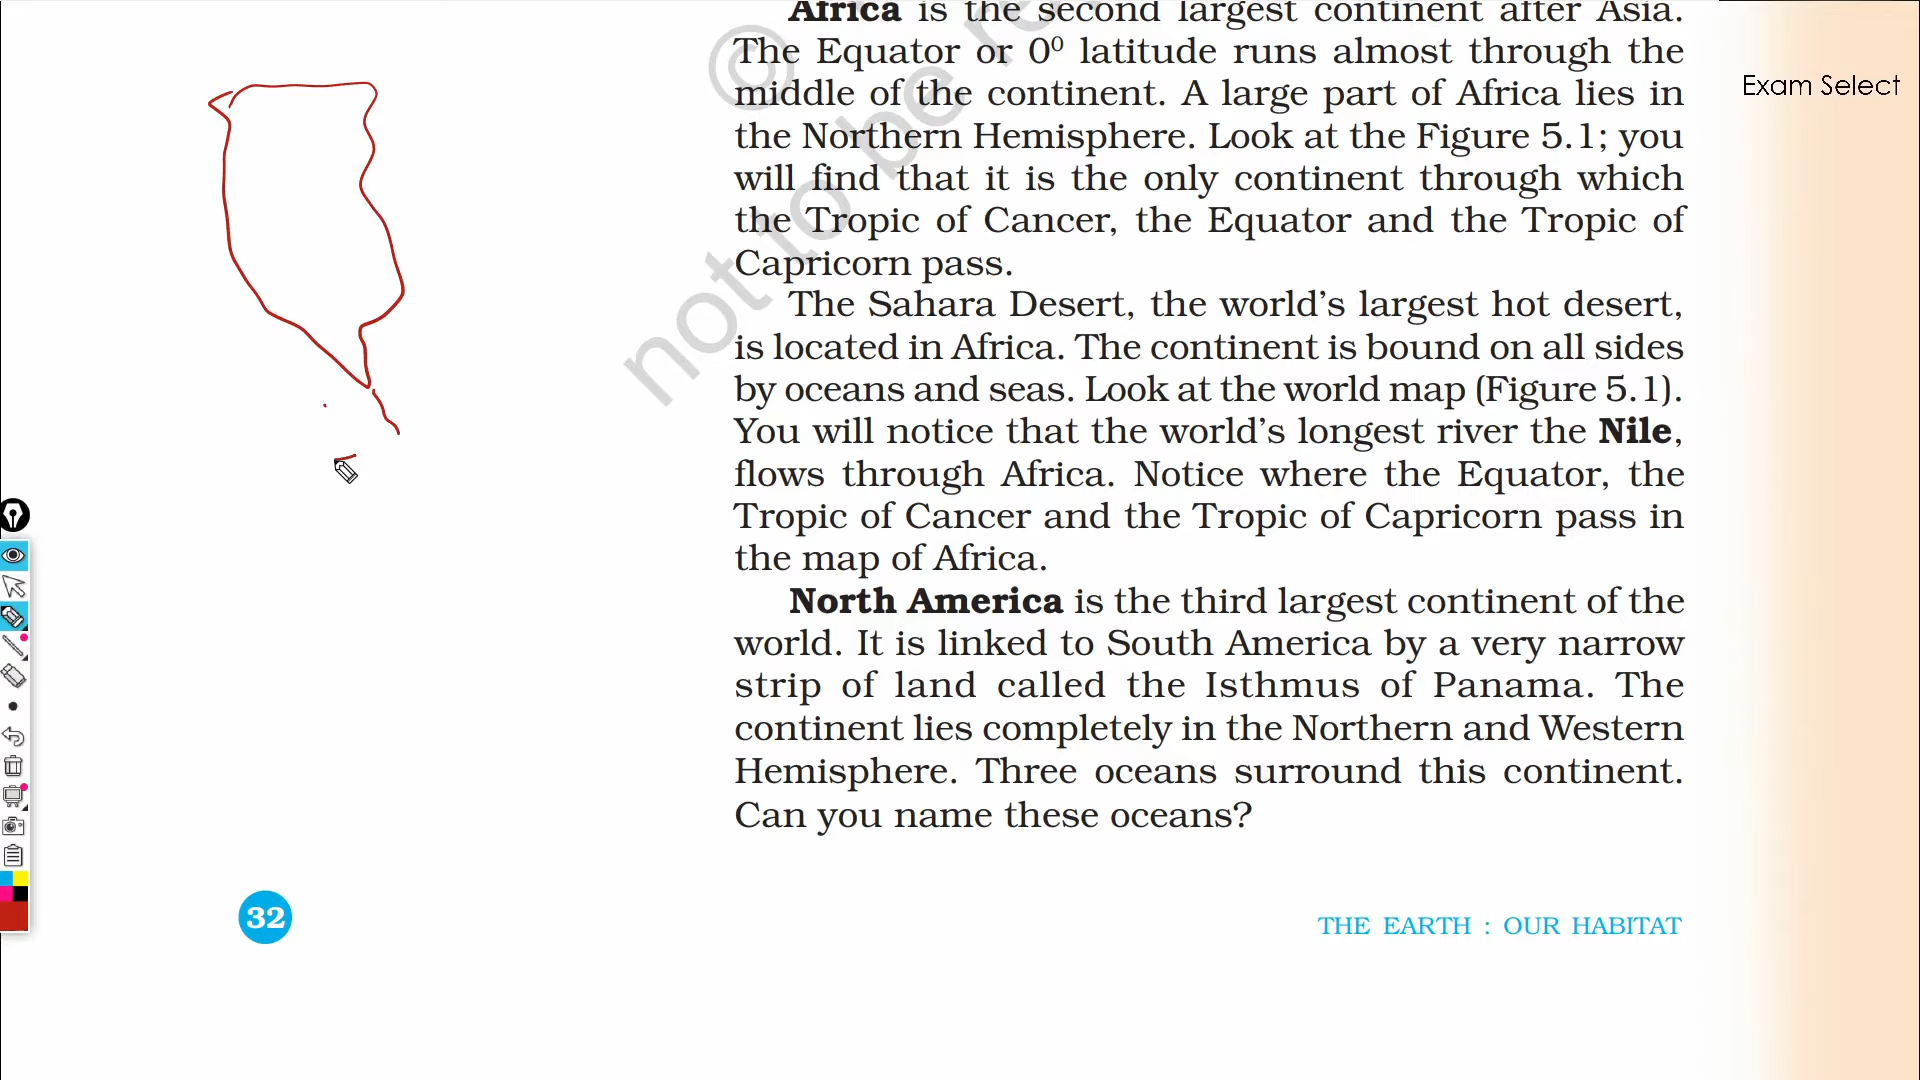 Africa is the second largest continent after Asia.
The Equator or 0⁰ latitude runs almost through the
middle of the continent. A large part of Africa lies in
the Northern Hemisphere. Look at the Figure 5.1; you
will find that it is the only continent through which
the Tropic of Cancer, the Equator and the Tropic of
Capricorn pass.
The Sahara Desert, the world’s largest hot desert,
is located in Africa. The continent is bound on all sides
by oceans and seas. Look at the world map (Figure 5.1).
You will notice that the world’s longest river the Nile,
flows through Africa. Notice where the Equator, the
Tropic of Cancer and the Tropic of Capricorn pass in
the map of Africa.
North America is the third largest continent of the
world. It is linked to South America by a very narrow
strip of land called the Isthmus of Panama. The
continent lies completely in the Northern and Western
Hemisphere. Three oceans surround this continent.
Can you name these oceans?
32
THE EARTH : OUR HABITAT
Exam Select
©
not to be re